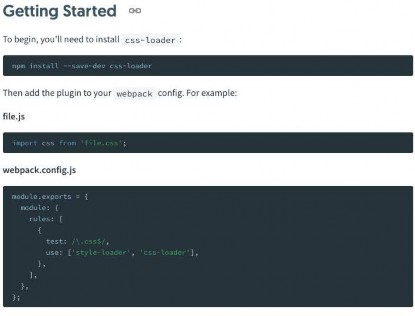 Getting Started
To begin, you'll need to install css-loader :
npm install --save-dev css-loader
Then add the plugin to your webpack config. For example:
file.js
import css from 'file.css';
webpack.config.js
module.exports = {
  module: {
    rules: [
      {
        test: /\.css$/,
        use: ['style-loader', 'css-loader'],
      },
    ],
  },
};